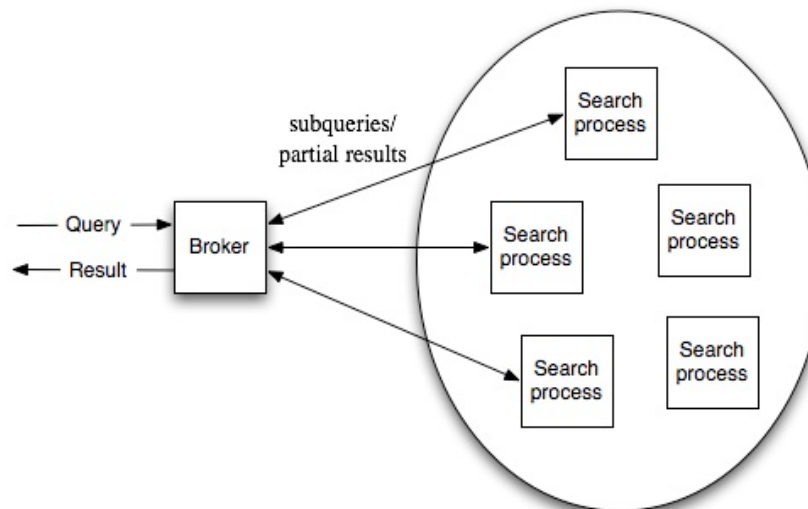 Search
process
subqueries/
partial results
Query
Broker
Result
Search
process
Search
process
Search
process
Search
process